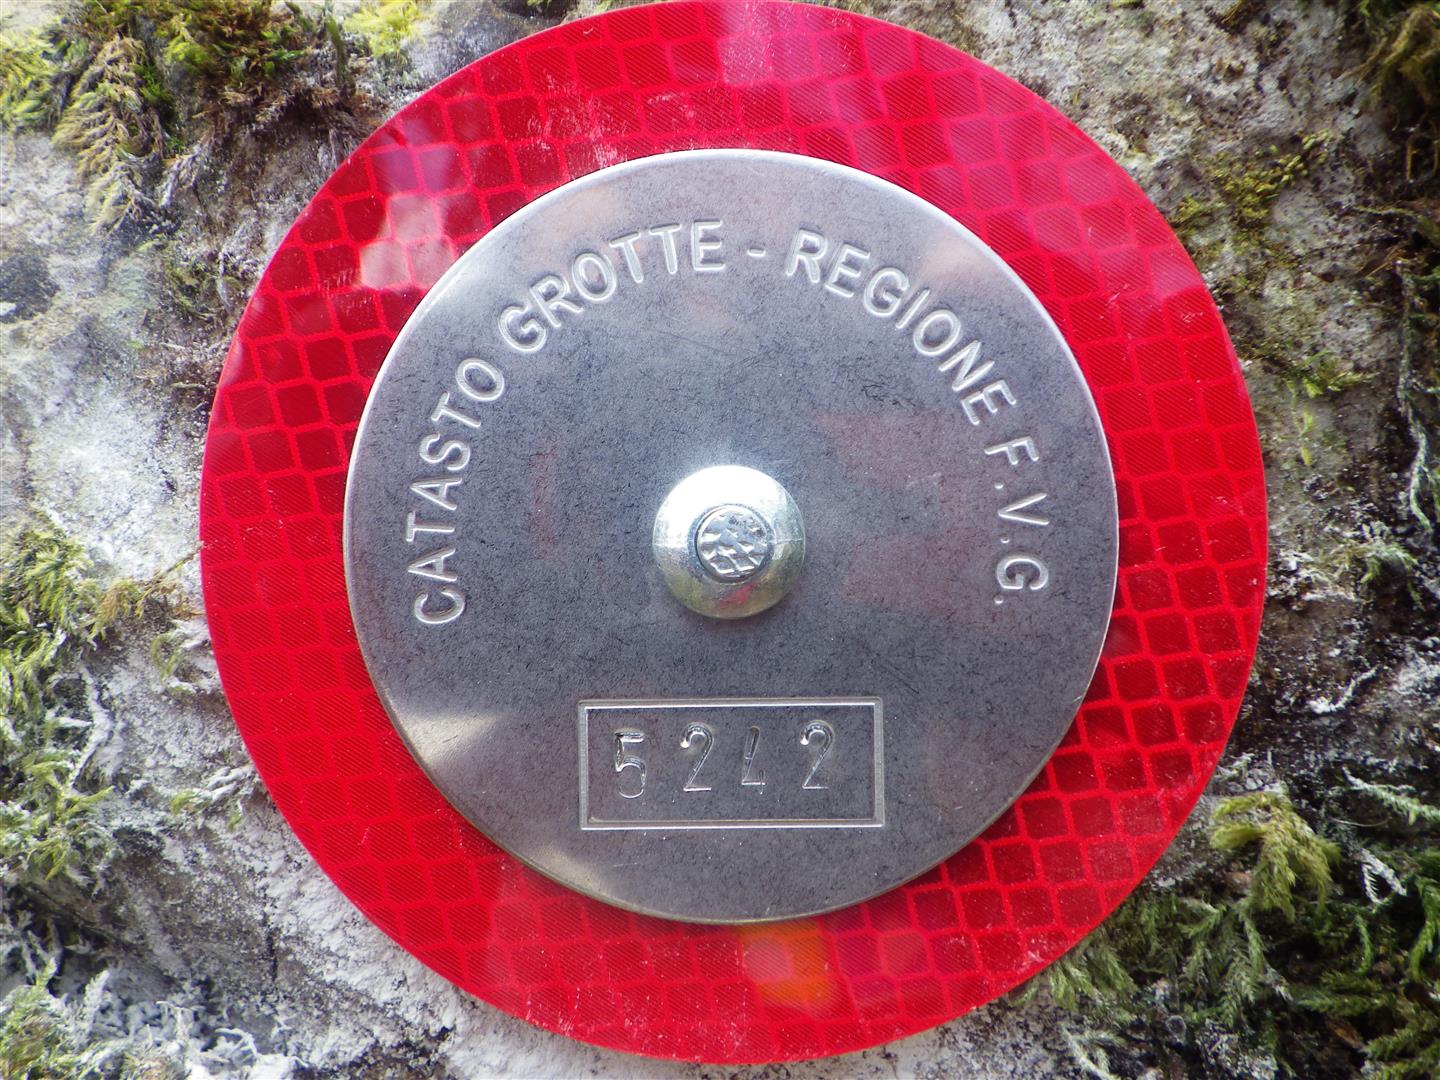 CATASTO GROTTE - REGIONE F.V.G.
5242